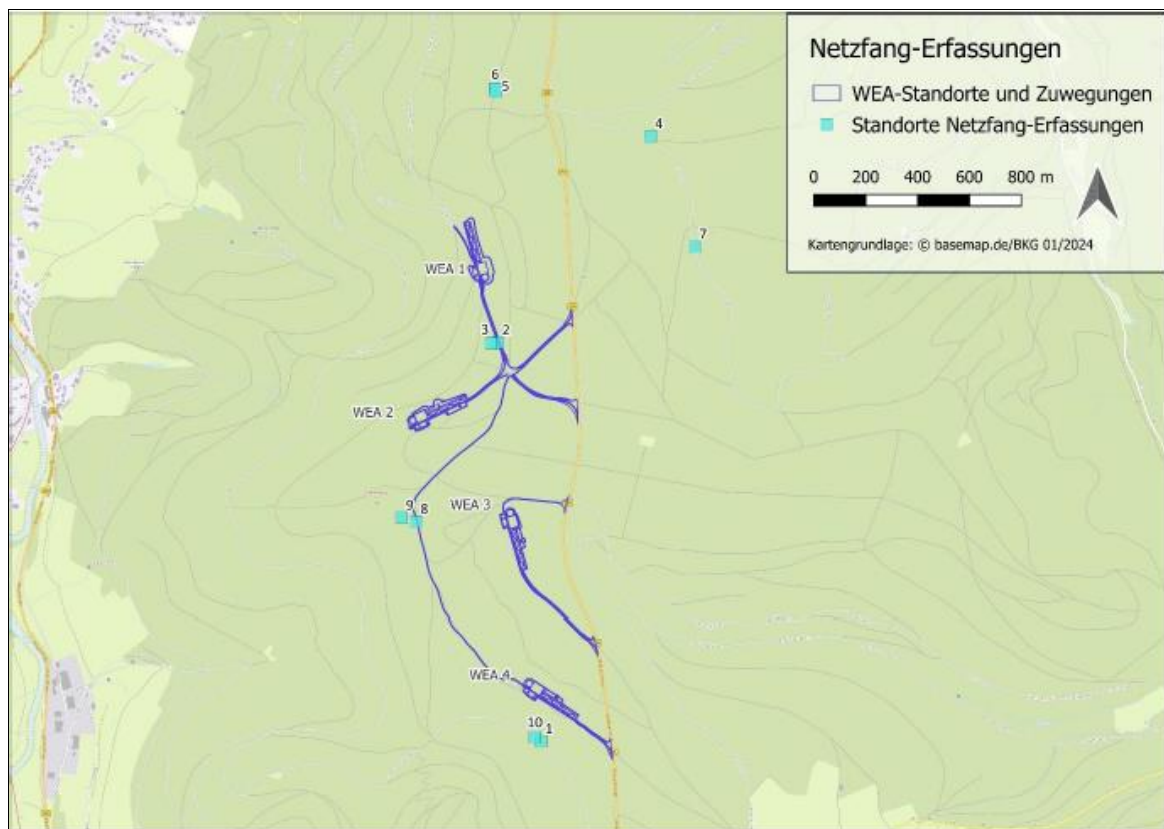 Netzfang-Erfassungen
WEA-Standorte und Zuwegungen
Standorte Netzfang-Erfassungen
0 200 400 600 800 m
Kartengrundlage: © basemap.de/BKG 01/2024
6
5
4
7
WEA 1
3 2
WEA 2
9
8
WEA 3
WEA 4
10
1